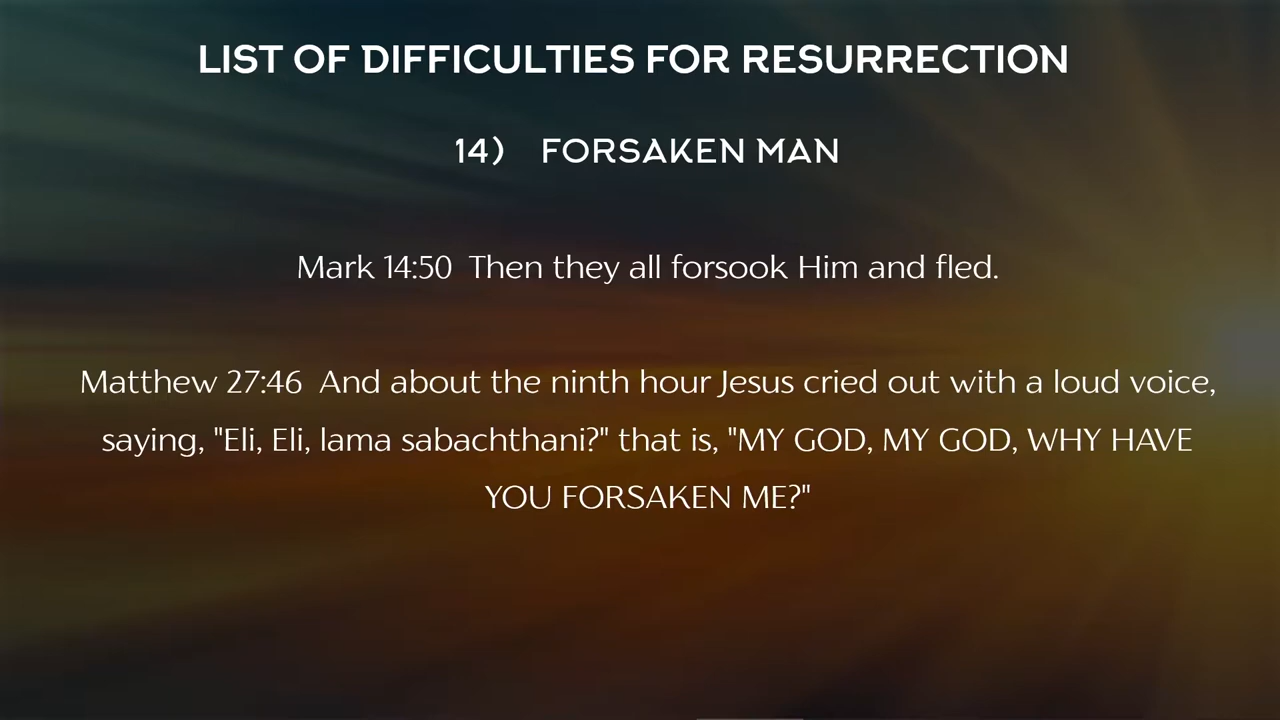 LIST OF DIFFICULTIES FOR RESURRECTION
14) FORSAKEN MAN
Mark 14:50 Then they all forsook Him and fled.
Matthew 27:46 And about the ninth hour Jesus cried out with a loud voice,
saying, "Eli, Eli, lama sabachthani?" that is, "MY GOD, MY GOD, WHY HAVE
YOU FORSAKEN ME?"